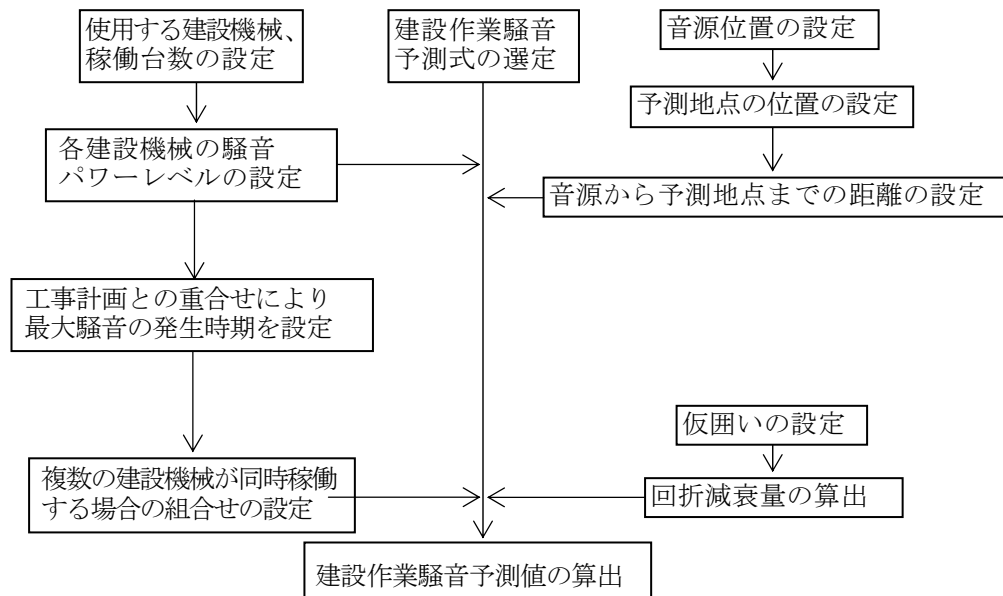 使用する建設機械、
稼働台数の設定
建設作業騒音
予測式の選定
音源位置の設定
予測地点の位置の設定
各建設機械の騒音
パワーレベルの設定
音源から予測地点までの距離の設定
工事計画との重合せにより
最大騒音の発生時期を設定
仮囲いの設定
複数の建設機械が同時稼働
する場合の組合せの設定
回折減衰量の算出
建設作業騒音予測値の算出